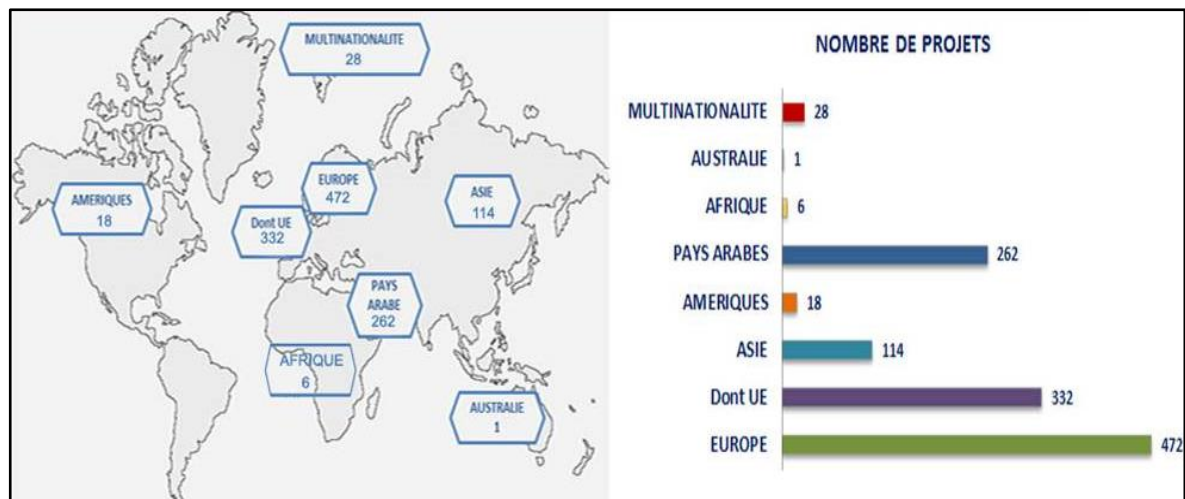 MULTINATIONALITE
28
EUROPE
472
ASIE
114
AMERIQUES
18
Dont UE
332
PAYS
ARABE
262
AFRIQUE
6
AUSTRALIE
1
NOMBRE DE PROJETS
MULTINATIONALITE 28
AUSTRALIE 1
AFRIQUE 6
PAYS ARABES 262
AMERIQUES 18
ASIE 114
Dont UE 332
EUROPE 472